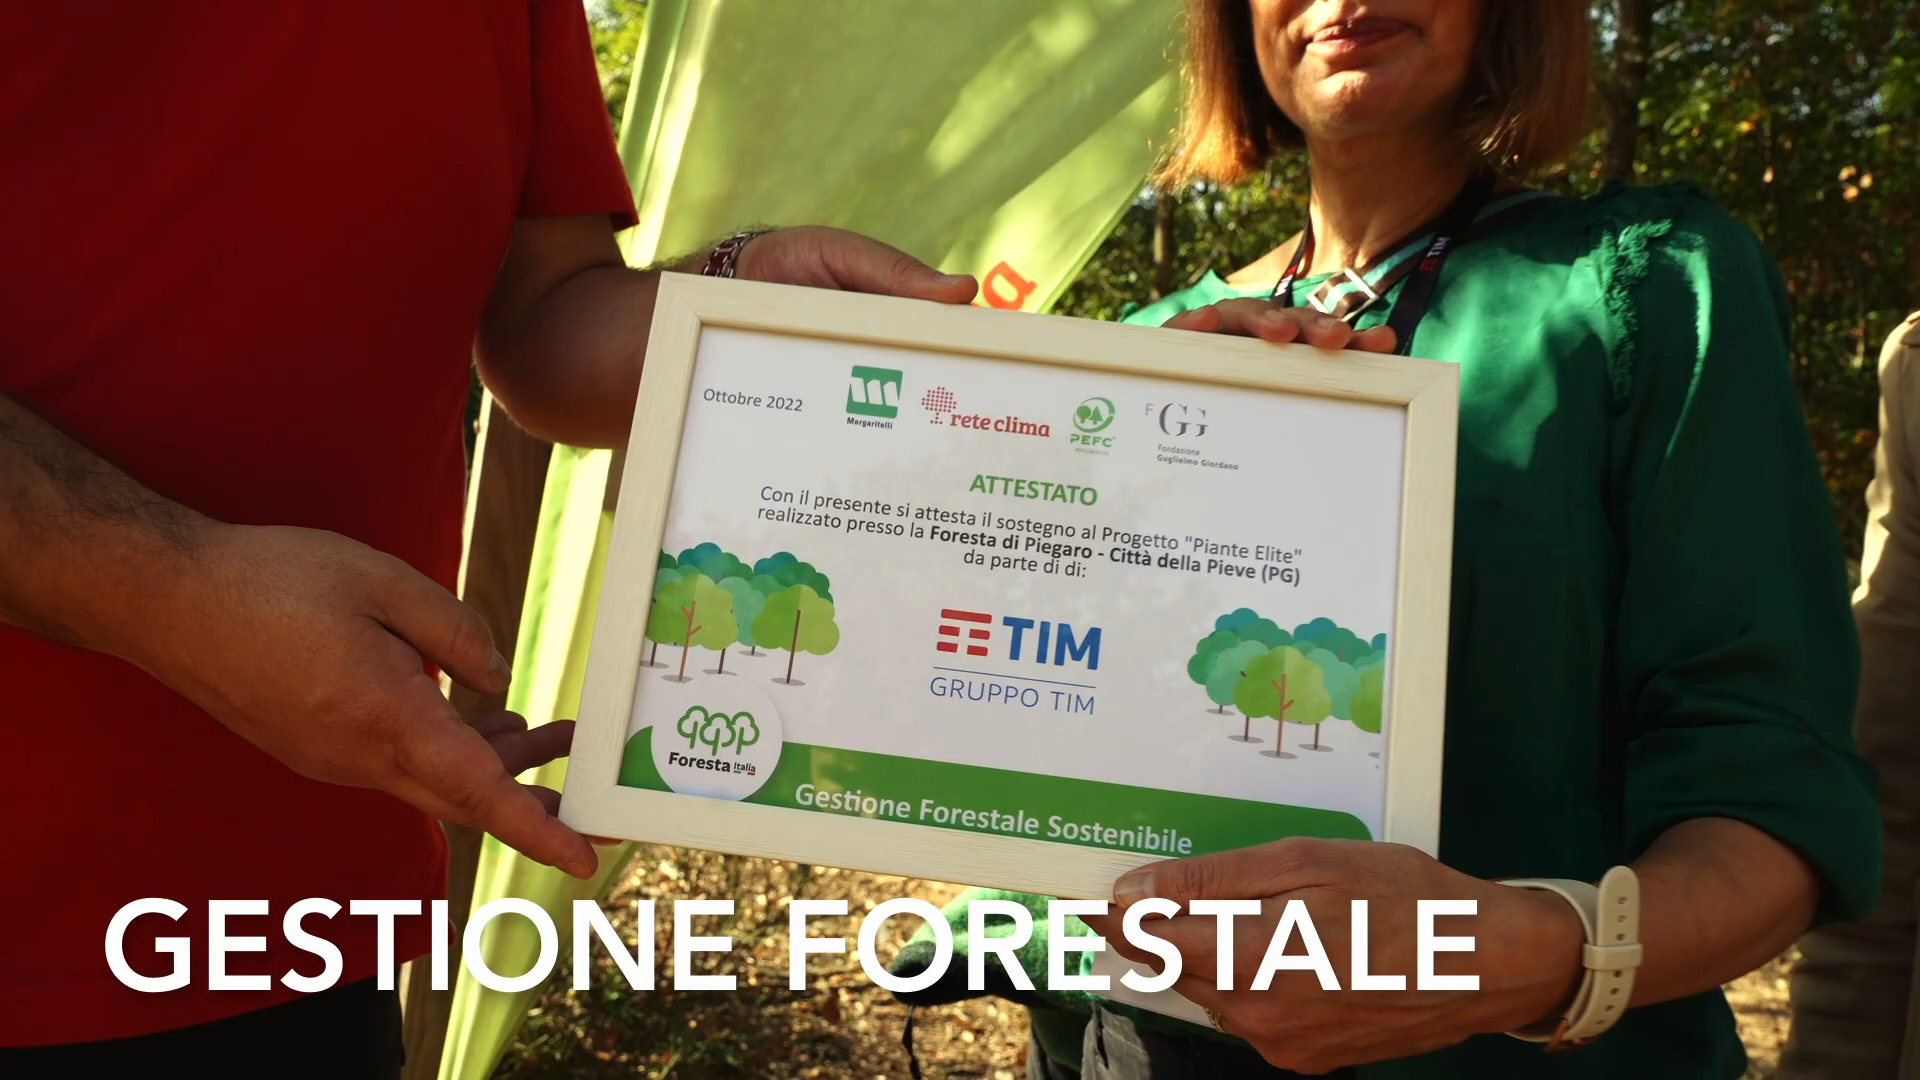 a
TIM
Ottobre 2022
Margaritelli
rete clima
PEFC
F GG
Fondazione
Guglielmo Giordano
ATTESTATO
Con il presente si attesta il sostegno al Progetto "Piante Elite"
realizzato presso la Foresta di Piegaro - Città della Pieve (PG)
da parte di di:
TIM
GRUPPO TIM
Foresta Italia
Gestione Forestale Sostenibile
GESTIONE FORESTALE